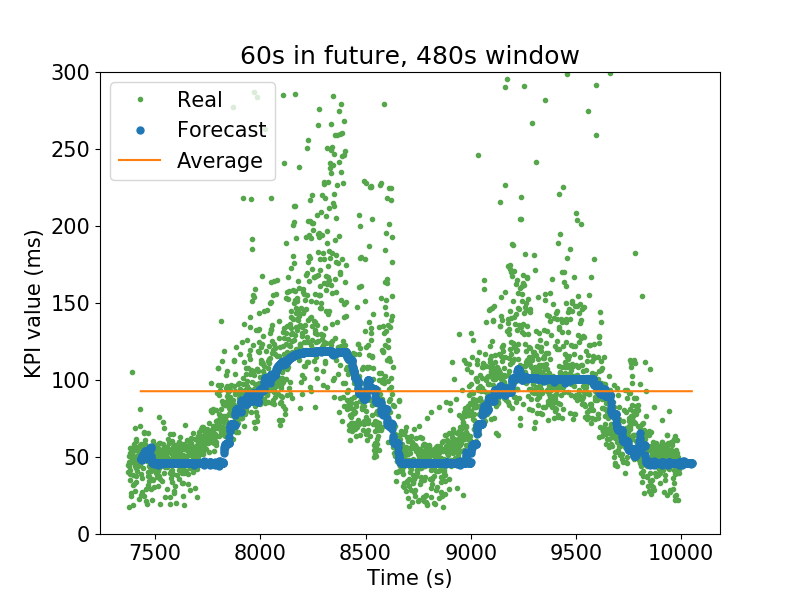 60s in future, 480s window
Real
Forecast
Average
300
250
200
150
100
50
0
KPI value (ms)
7500 8000 8500 9000 9500 10000
Time (s)